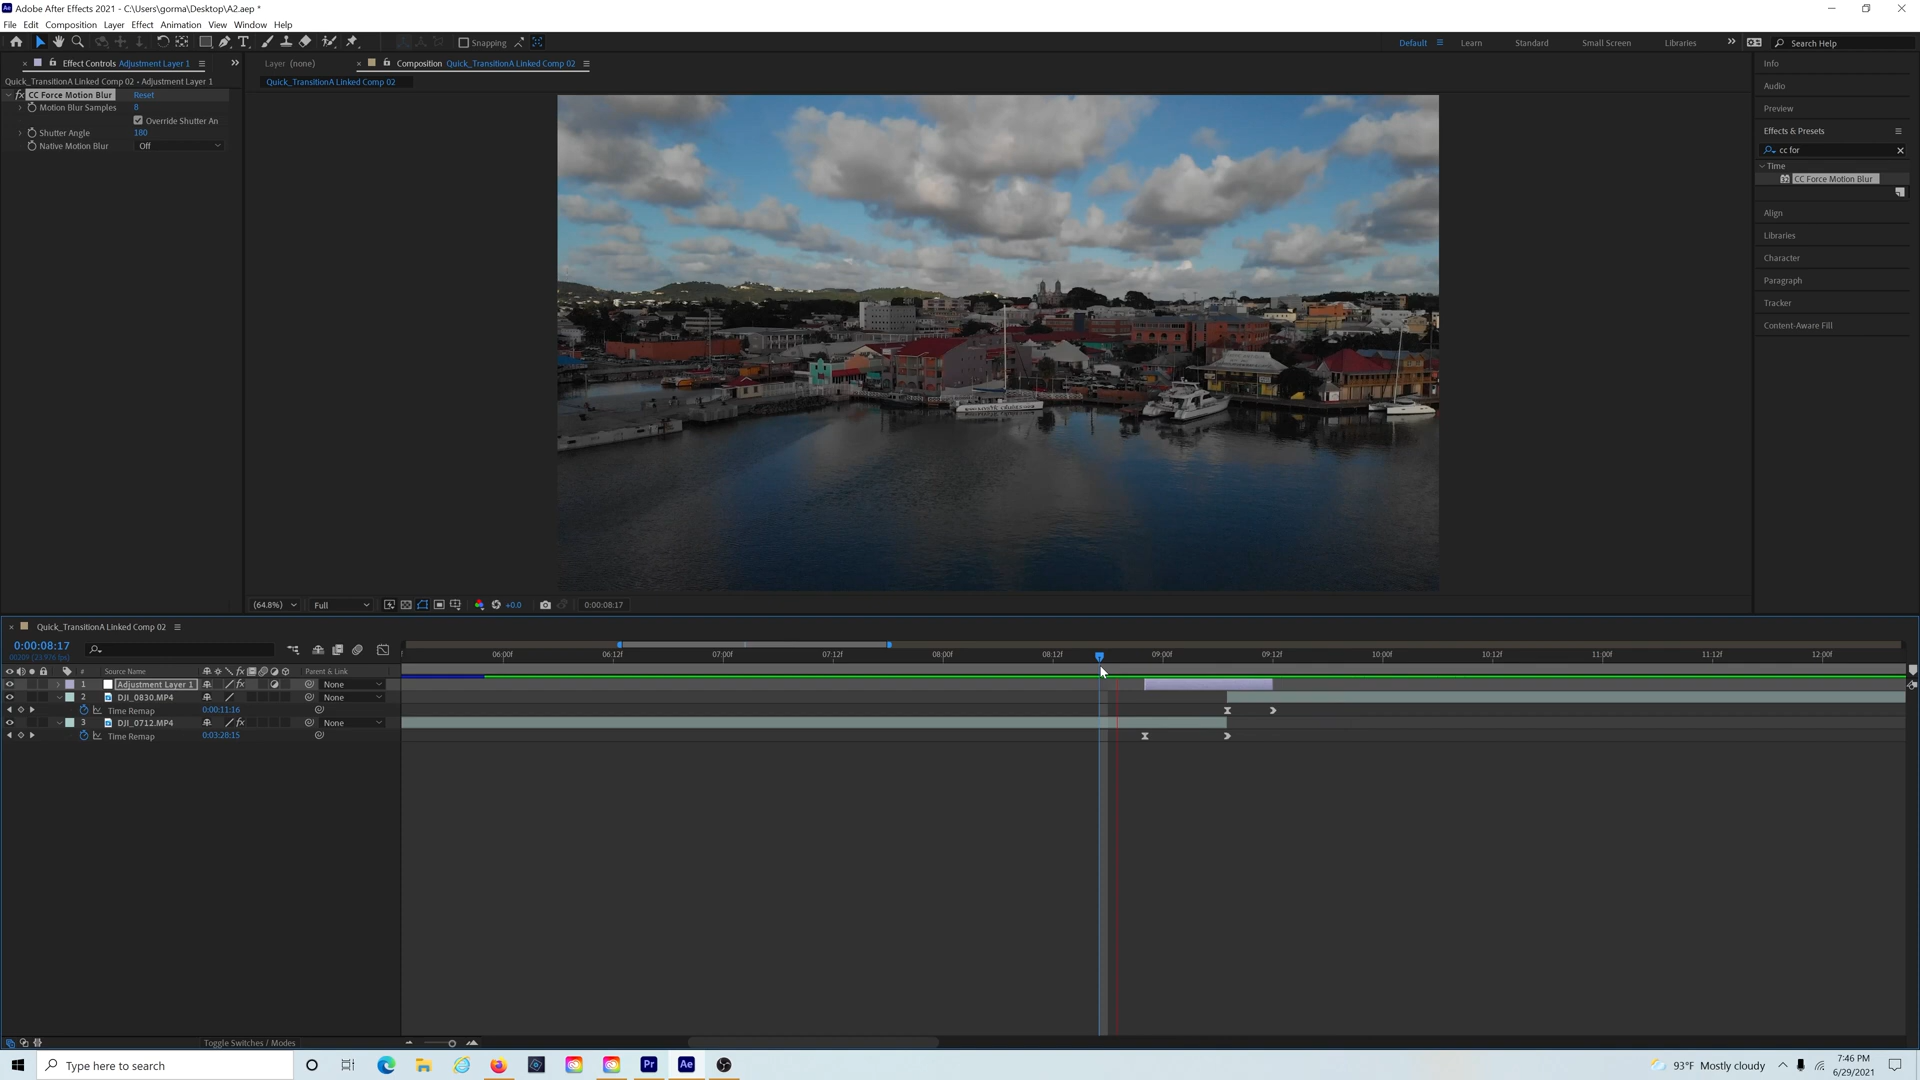 Adobe After Effects 2021 - C:\Users\gorma\Desktop\A2.aep *
File Edit Composition Layer Effect Animation View Window Help
Snapping
Default Learn Standard Small Screen Libraries Search Help
Effect Controls Adjustment Layer 1
Layer (none)
Composition Quick_TransitionA Linked Comp 02
Quick_TransitionA Linked Comp 02 • Adjustment Layer 1
Quick_TransitionA Linked Comp 02
fx CC Force Motion Blur Reset
Motion Blur Samples 8
Override Shutter An
Shutter Angle 180
Native Motion Blur Off
Info
Audio
Preview
Effects & Presets
cc for
Time
CC Force Motion Blur
Align
Libraries
Character
Paragraph
Tracker
Content-Aware Fill
(64.8%) Full +0.0 0:00:08:17
Quick_TransitionA Linked Comp 02
0:00:08:17
06:00f 06:12f 07:00f 07:12f 08:00f 08:12f 09:00f 09:12f 10:00f 10:12f 11:00f 11:12f 12:00f
# Source Name Parent & Link
1 Adjustment Layer 1 None
2 DJI_0830.MP4 None
Time Remap 0:00:11:16
3 DJI_0712.MP4 None
Time Remap 0:03:28:15
Toggle Switches / Modes
Type here to search
Pr Ae
93°F Mostly cloudy
7:46 PM
6/29/2021